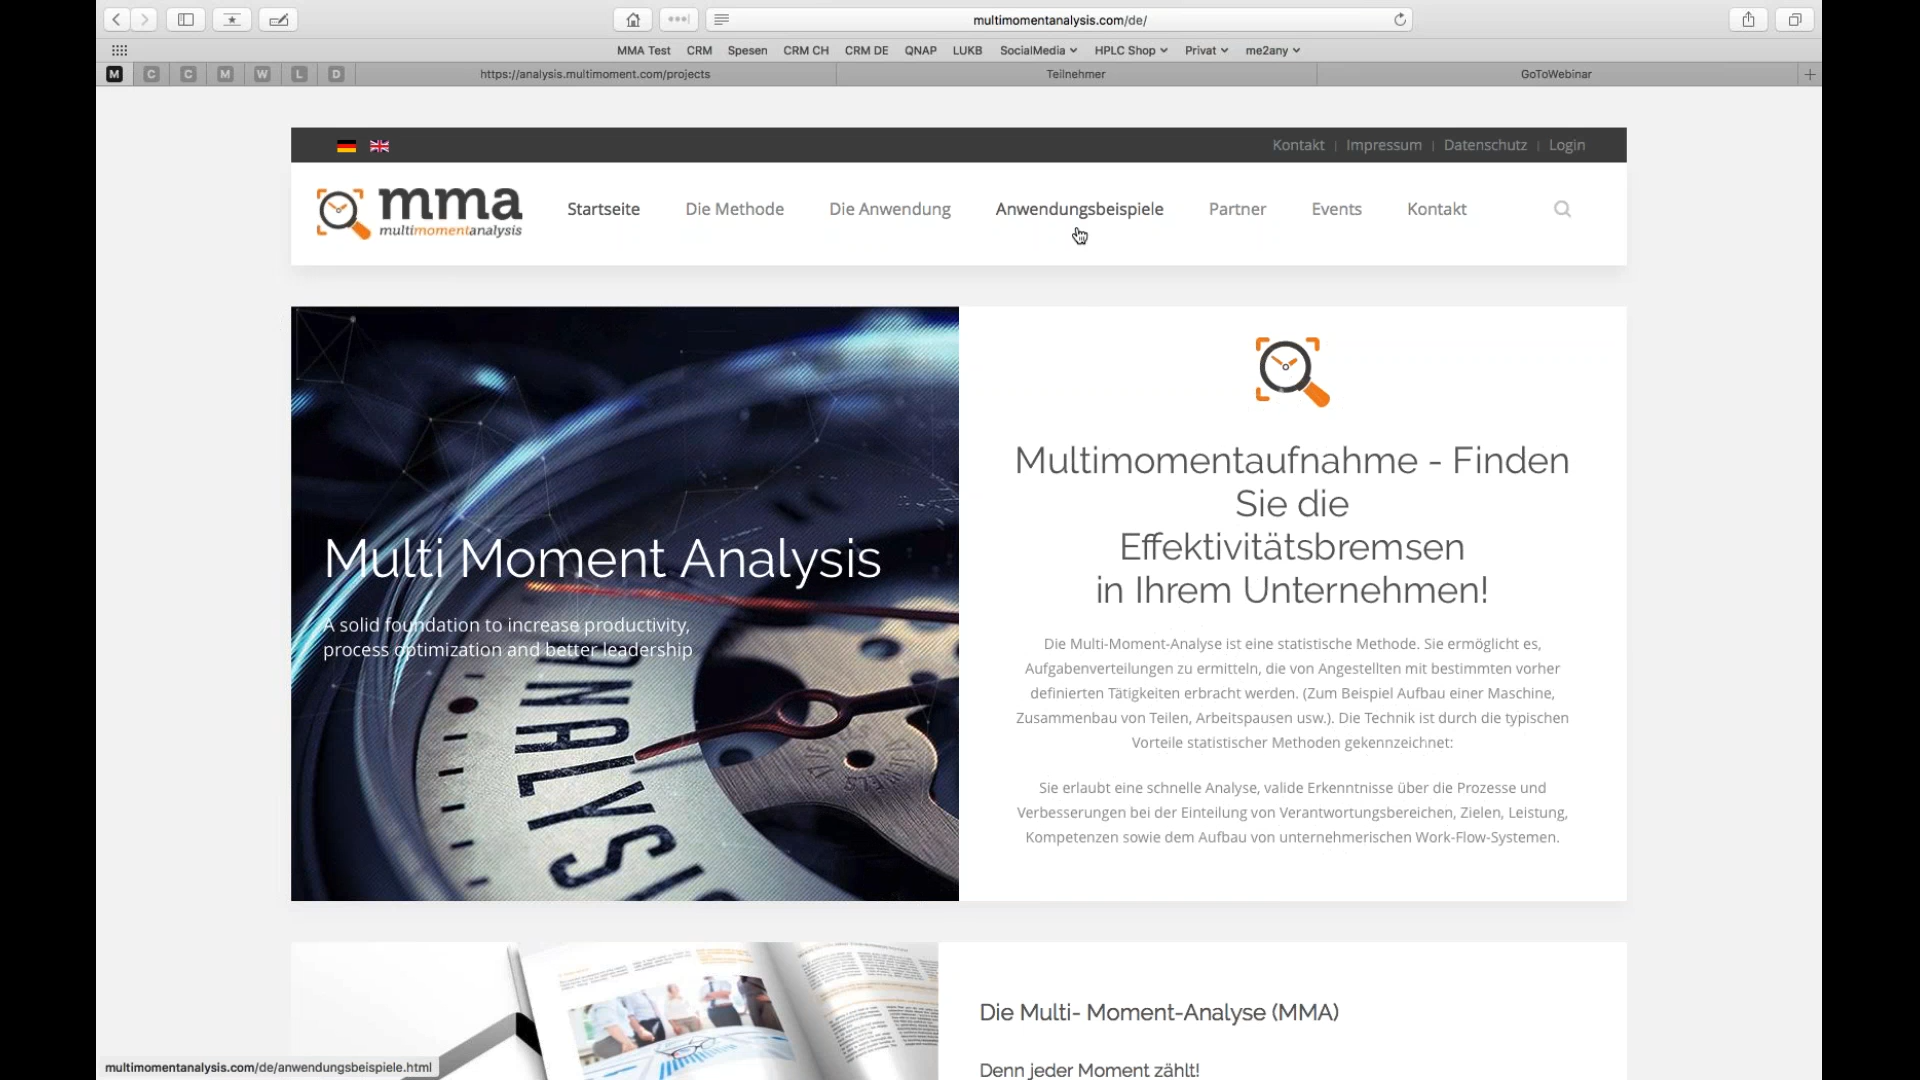 multimomentanalysis.com/de/
MMA Test CRM Spesen CRM CH CRM DE QNAP LUKB SocialMedia HPLC Shop Privat me2any
M C C M W L D https://analysis.multimoment.com/projects Teilnehmer GoToWebinar
Kontakt | Impressum | Datenschutz | Login
mma
multimomentanalysis
Startseite Die Methode Die Anwendung Anwendungsbeispiele Partner Events Kontakt
Multi Moment Analysis
A solid foundation to increase productivity,
process optimization and better leadership
ANALYSIS
Multimomentaufnahme - Finden
Sie die
Effektivitätsbremsen
in Ihrem Unternehmen!
Die Multi-Moment-Analyse ist eine statistische Methode. Sie ermöglicht es,
Aufgabenverteilungen zu ermitteln, die von Angestellten mit bestimmten vorher
definierten Tätigkeiten erbracht werden. (Zum Beispiel Aufbau einer Maschine,
Zusammenbau von Teilen, Arbeitspausen usw.). Die Technik ist durch die typischen
Vorteile statistischer Methoden gekennzeichnet:
Sie erlaubt eine schnelle Analyse, valide Erkenntnisse über die Prozesse und
Verbesserungen bei der Einteilung von Verantwortungsbereichen, Zielen, Leistung,
Kompetenzen sowie dem Aufbau von unternehmerischen Work-Flow-Systemen.
Die Multi- Moment-Analyse (MMA)
Denn jeder Moment zählt!
multimomentanalysis.com/de/anwendungsbeispiele.html